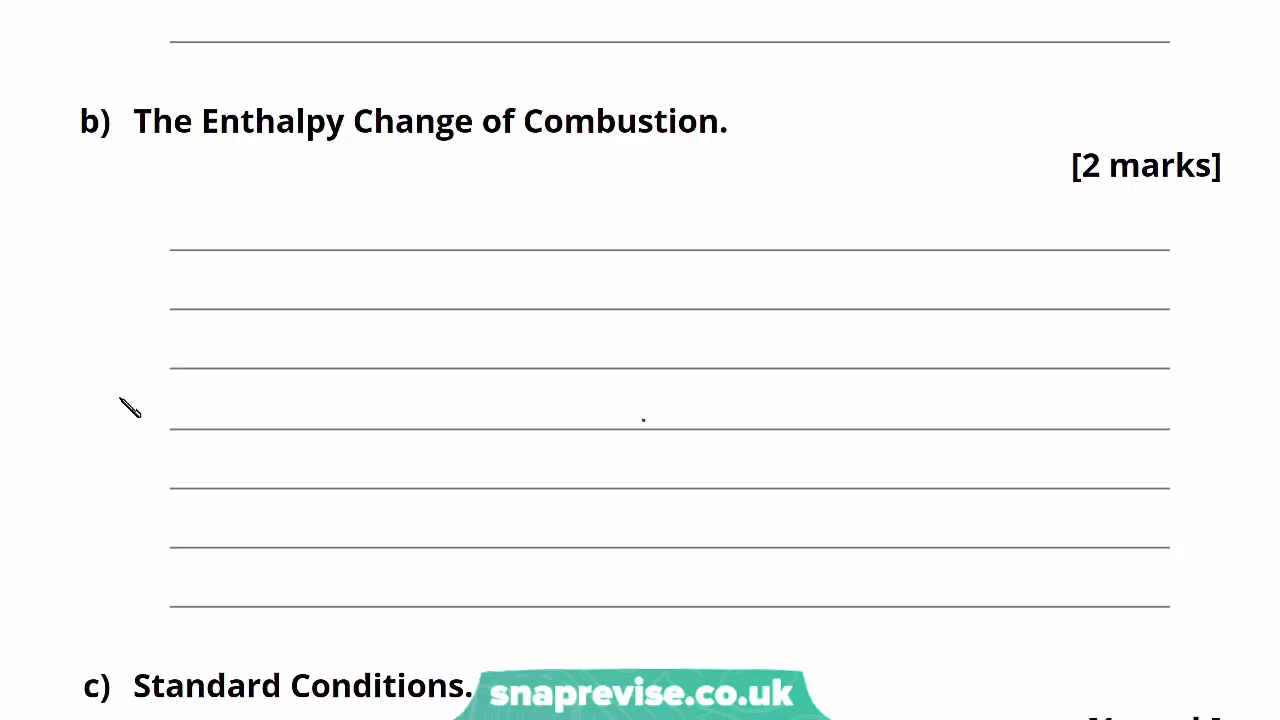 b) The Enthalpy Change of Combustion.
[2 marks]
c) Standard Conditions.
snaprevise.co.uk